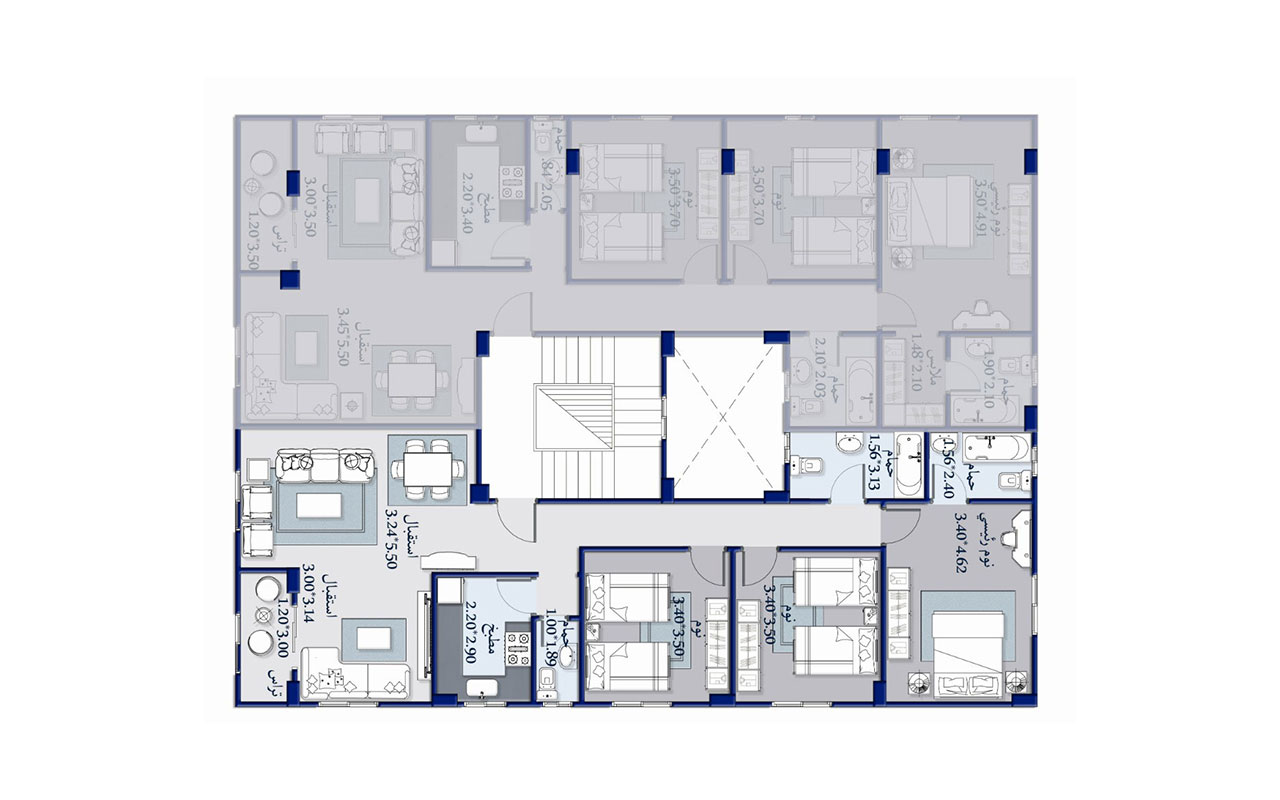 استقبال
3.00*3.50
تراس
1.20*3.50
مطبخ
2.20*3.40
حمام
.84*2.05
نوم
3.50*3.70
نوم
3.50*3.70
نوم رئيسي
3.50*4.91
استقبال
3.45*5.50
حمام
2.10*2.03
ملابس
1.48*2.10
حمام
1.90*2.10
حمام
1.56*3.13
حمام
1.56*2.40
استقبال
3.24*5.50
نوم رئيسي
3.40*4.62
استقبال
3.00*3.14
تراس
1.20*3.00
مطبخ
2.20*2.90
حمام
1.00*1.89
نوم
3.40*3.50
نوم
3.40*3.50